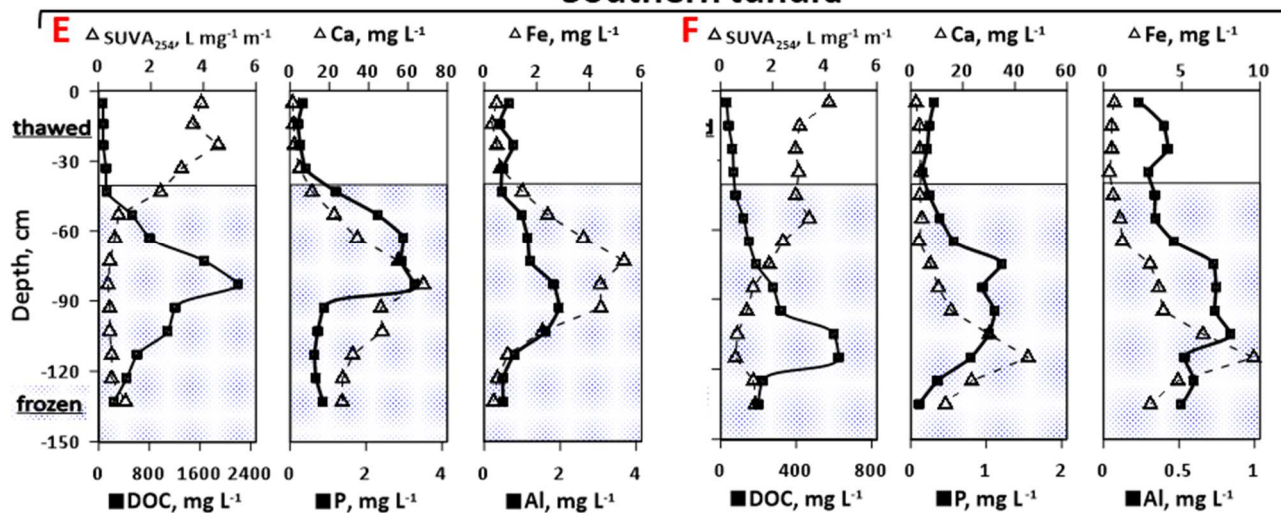 E △ SUVA₂₅₄, L mg⁻¹ m⁻¹ △ Ca, mg L⁻¹ △ Fe, mg L⁻¹ F △ SUVA₂₅₄, L mg⁻¹ m⁻¹ △ Ca, mg L⁻¹ △ Fe, mg L⁻¹
0 2 4 6 0 20 40 60 80 0 2 4 6 0 2 4 6 0 20 40 60 0 5 10
0
thawed
-30
-60
Depth, cm
-90
-120
frozen
-150
0 800 1600 2400 0 2 4 0 2 4 0 400 800 0 1 2 0 0.5 1
■ DOC, mg L⁻¹ ■ P, mg L⁻¹ ■ Al, mg L⁻¹ ■ DOC, mg L⁻¹ ■ P, mg L⁻¹ ■ Al, mg L⁻¹